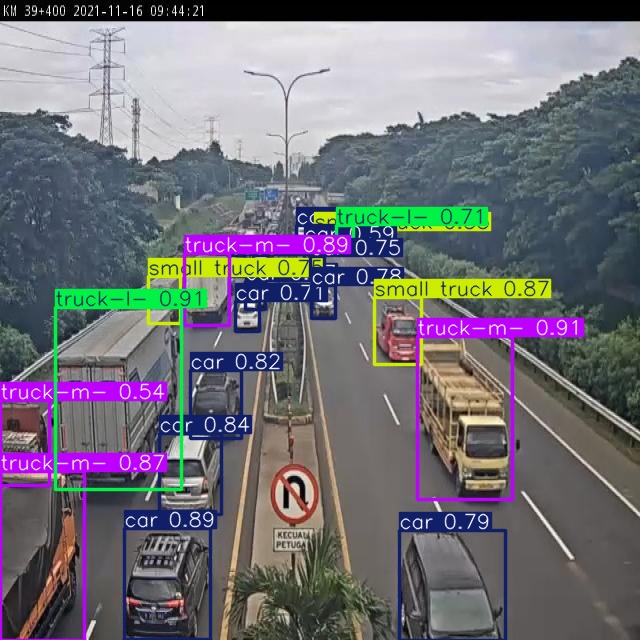 KM 39+400 2021-11-16 09:44:21
truck-l- 0.71
car 0.59
0.75
truck-m- 0.89
small truck 0.75
car 0.78
car 0.71
small truck 0.87
truck-l- 0.91
truck-m- 0.91
car 0.82
truck-m- 0.54
car 0.84
truck-m- 0.87
car 0.89
car 0.79
KECUALI
PETUGAS